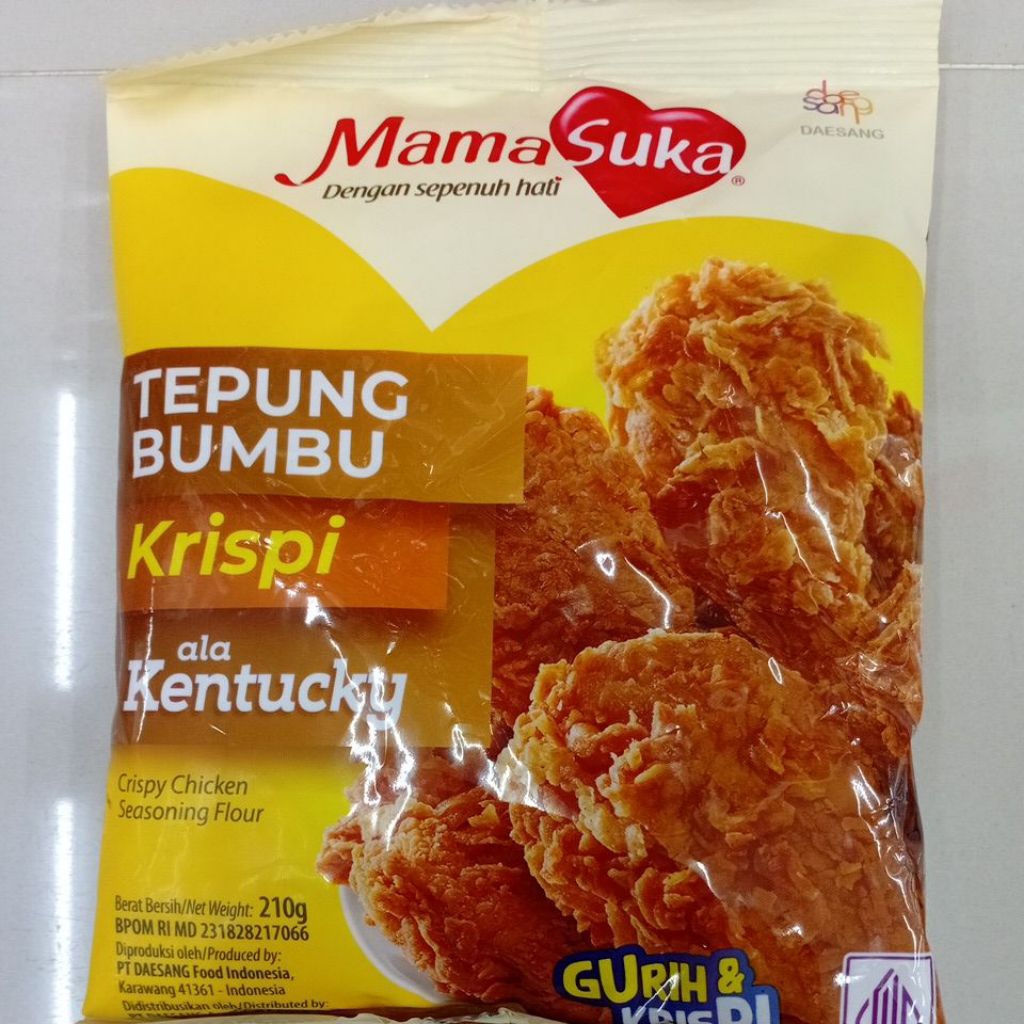 MamaSuka®
Dengan sepenuh hati
daesang
DAESANG
TEPUNG
BUMBU
Krispi
ala
Kentucky
Crispy Chicken
Seasoning Flour
Berat Bersih/Net Weight: 210g
BPOM RI MD 231828217066
Diproduksi oleh/Produced by:
PT DAESANG Food Indonesia,
Karawang 41361 - Indonesia
Didistribusikan oleh/Distributed by:
GURIH &
KRISPI